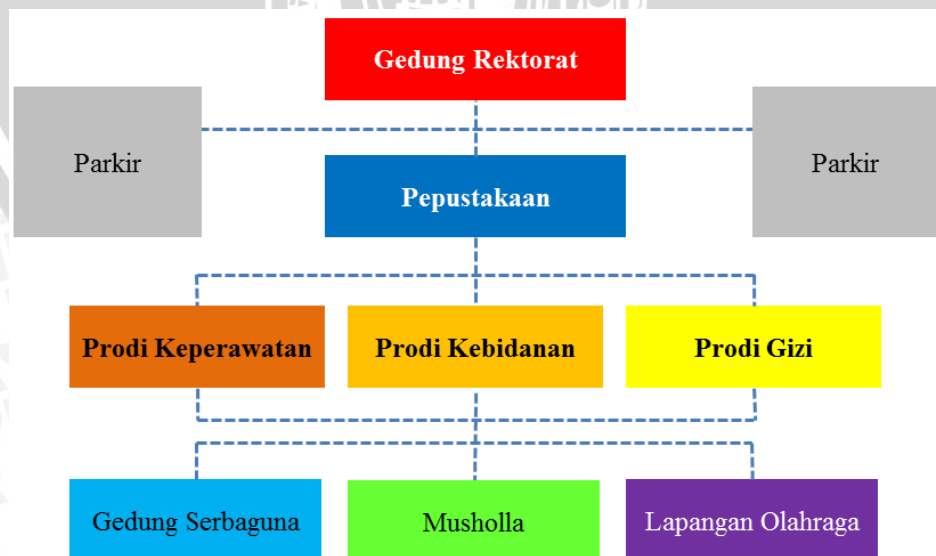 Gedung Rektorat
Parkir
Parkir
Pepustakaan
Prodi Keperawatan
Prodi Kebidanan
Prodi Gizi
Gedung Serbaguna
Musholla
Lapangan Olahraga